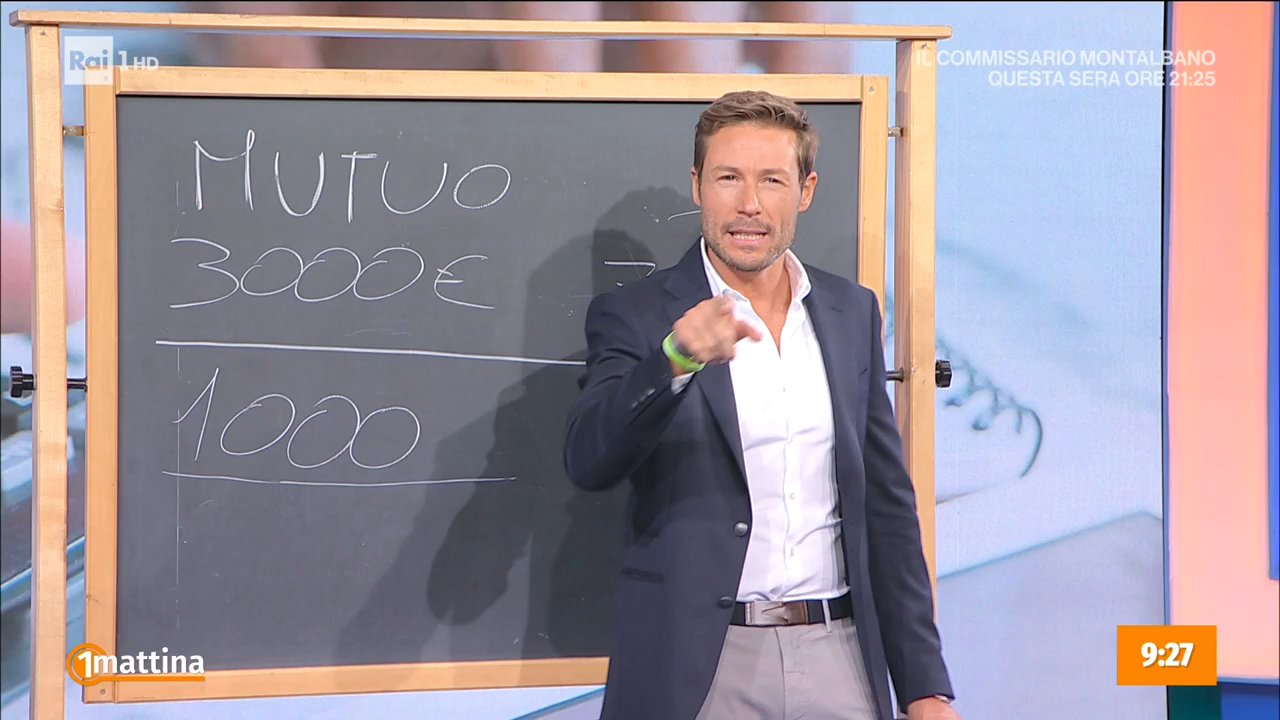 Rai 1 HD
IL COMMISSARIO MONTALBANO
QUESTA SERA ORE 21:25
MUTUO
3000€
1000
1mattina
9:27